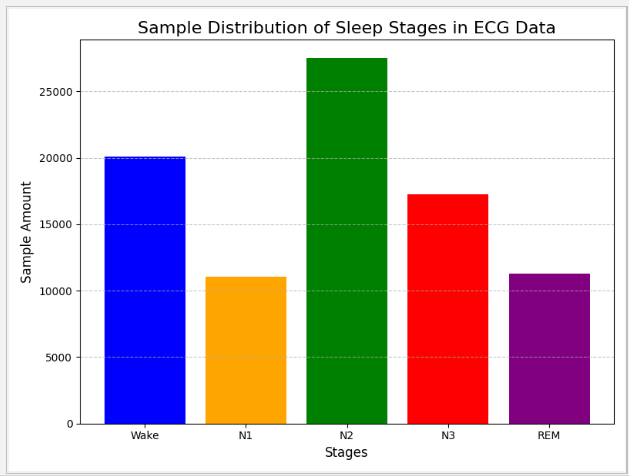 Sample Distribution of Sleep Stages in ECG Data
Sample Amount
25000
20000
15000
10000
5000
0
Wake N1 N2 N3 REM
Stages